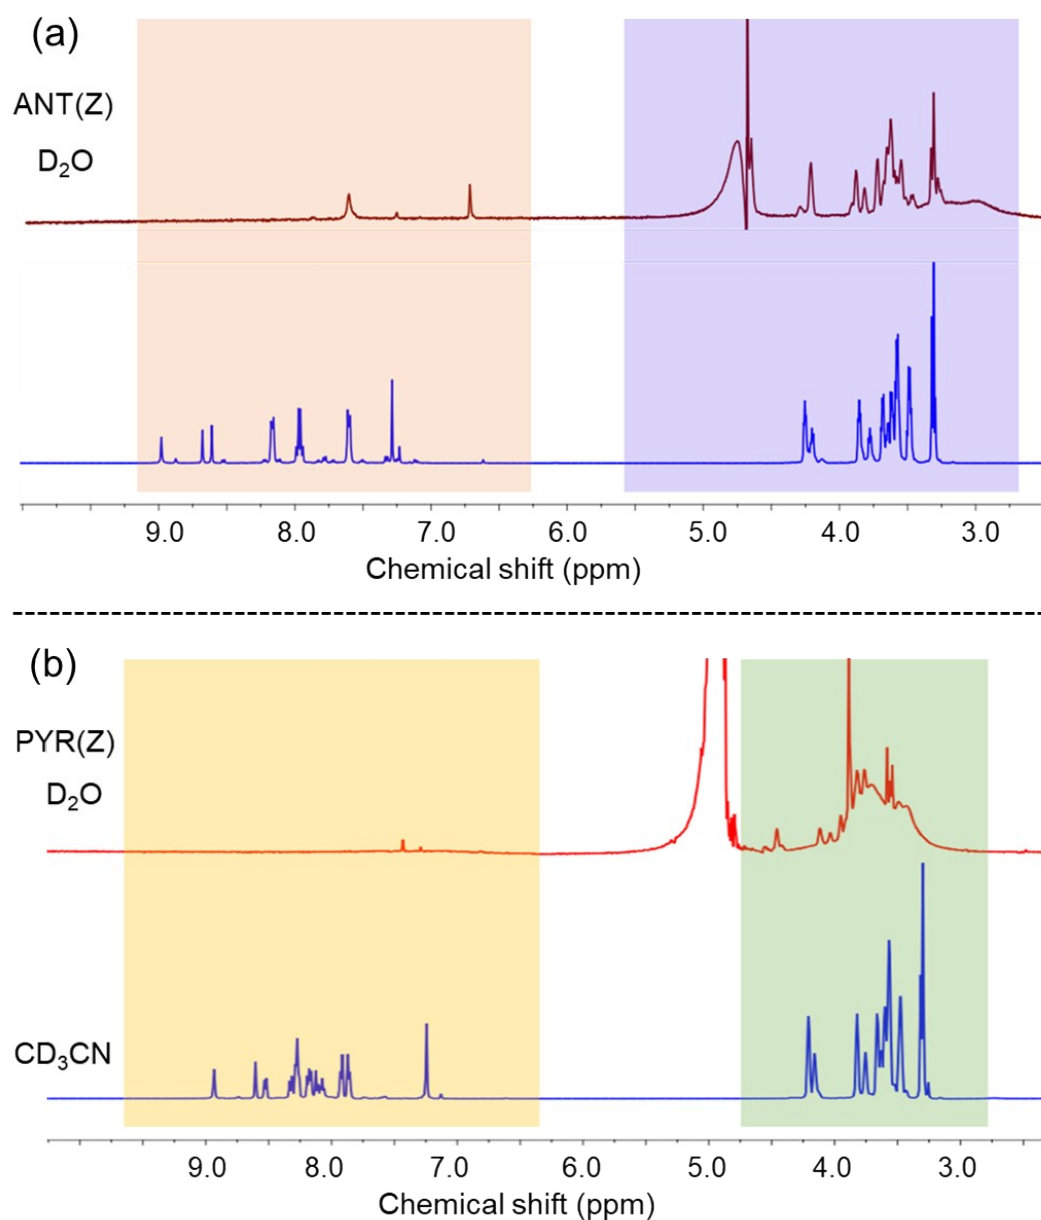 (a)
ANT(Z)
D₂O
9.0 8.0 7.0 6.0 5.0 4.0 3.0
Chemical shift (ppm)
(b)
PYR(Z)
D₂O
CD₃CN
9.0 8.0 7.0 6.0 5.0 4.0 3.0
Chemical shift (ppm)